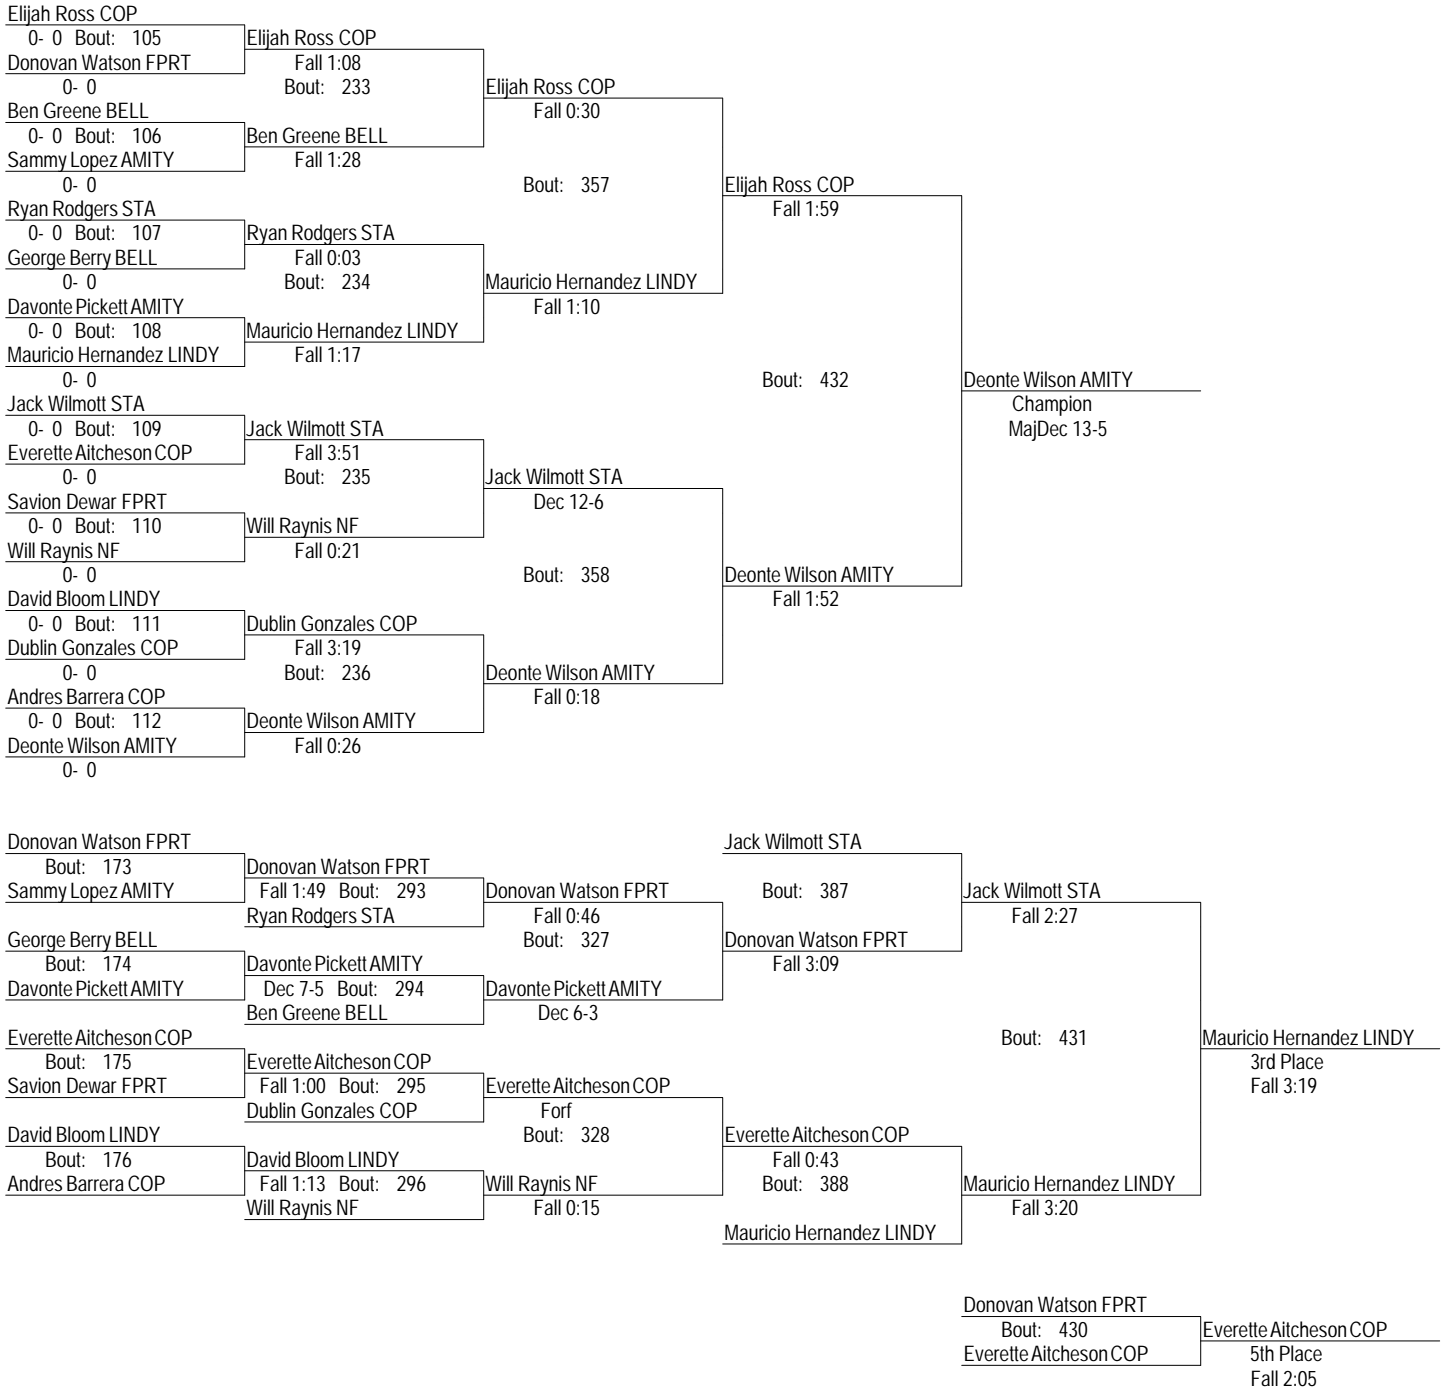 Elijah Ross COP
0- 0 Bout: 105 Elijah Ross COP
Donovan Watson FPRT Fall 1:08
0- 0 Bout: 233 Elijah Ross COP
Ben Greene BELL Fall 0:30
0- 0 Bout: 106 Ben Greene BELL
Sammy Lopez AMITY Fall 1:28
0- 0 Bout: 357 Elijah Ross COP
Ryan Rodgers STA Fall 1:59
0- 0 Bout: 107 Ryan Rodgers STA
George Berry BELL Fall 0:03
0- 0 Bout: 234 Mauricio Hernandez LINDY
Davonte Pickett AMITY Fall 1:10
0- 0 Bout: 108 Mauricio Hernandez LINDY
Mauricio Hernandez LINDY Fall 1:17
0- 0 Bout: 432 Deonte Wilson AMITY
Jack Wilmott STA Champion
0- 0 Bout: 109 Jack Wilmott STA MajDec 13-5
Everette Aitcheson COP Fall 3:51
0- 0 Bout: 235 Jack Wilmott STA
Savion Dewar FPRT Dec 12-6
0- 0 Bout: 110 Will Raynis NF
Will Raynis NF Fall 0:21
0- 0 Bout: 358 Deonte Wilson AMITY
David Bloom LINDY Fall 1:52
0- 0 Bout: 111 Dublin Gonzales COP
Dublin Gonzales COP Fall 3:19
0- 0 Bout: 236 Deonte Wilson AMITY
Andres Barrera COP Fall 0:18
0- 0 Bout: 112 Deonte Wilson AMITY
Deonte Wilson AMITY Fall 0:26
0- 0
Donovan Watson FPRT Jack Wilmott STA
Bout: 173 Donovan Watson FPRT
Sammy Lopez AMITY Fall 1:49 Bout: 293 Donovan Watson FPRT Bout: 387 Jack Wilmott STA
Ryan Rodgers STA Fall 0:46 Fall 2:27
George Berry BELL Bout: 327 Donovan Watson FPRT
Bout: 174 Davonte Pickett AMITY Fall 3:09
Davonte Pickett AMITY Dec 7-5 Bout: 294 Davonte Pickett AMITY
Ben Greene BELL Dec 6-3
Everette Aitcheson COP Bout: 431 Mauricio Hernandez LINDY
Bout: 175 Everette Aitcheson COP 3rd Place
Savion Dewar FPRT Fall 1:00 Bout: 295 Everette Aitcheson COP Fall 3:19
Dublin Gonzales COP Forf
David Bloom LINDY Bout: 328 Everette Aitcheson COP
Bout: 176 David Bloom LINDY Fall 0:43
Andres Barrera COP Fall 1:13 Bout: 296 Will Raynis NF Bout: 388 Mauricio Hernandez LINDY
Will Raynis NF Fall 0:15 Fall 3:20
Mauricio Hernandez LINDY
Donovan Watson FPRT
Bout: 430 Everette Aitcheson COP
Everette Aitcheson COP 5th Place
Fall 2:05